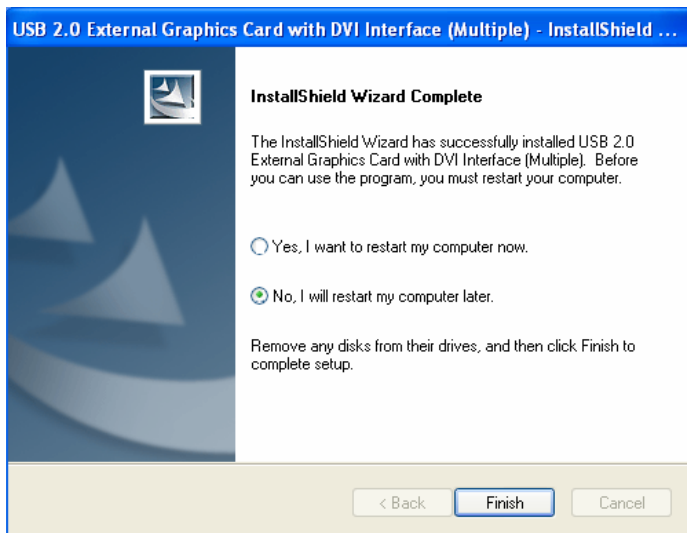 USB 2.0 External Graphics Card with DVI Interface (Multiple) - InstallShield ...
InstallShield Wizard Complete
The InstallShield Wizard has successfully installed USB 2.0
External Graphics Card with DVI Interface (Multiple).  Before
you can use the program, you must restart your computer.
Yes, I want to restart my computer now.
No, I will restart my computer later.
Remove any disks from their drives, and then click Finish to
complete setup.
< Back Finish Cancel